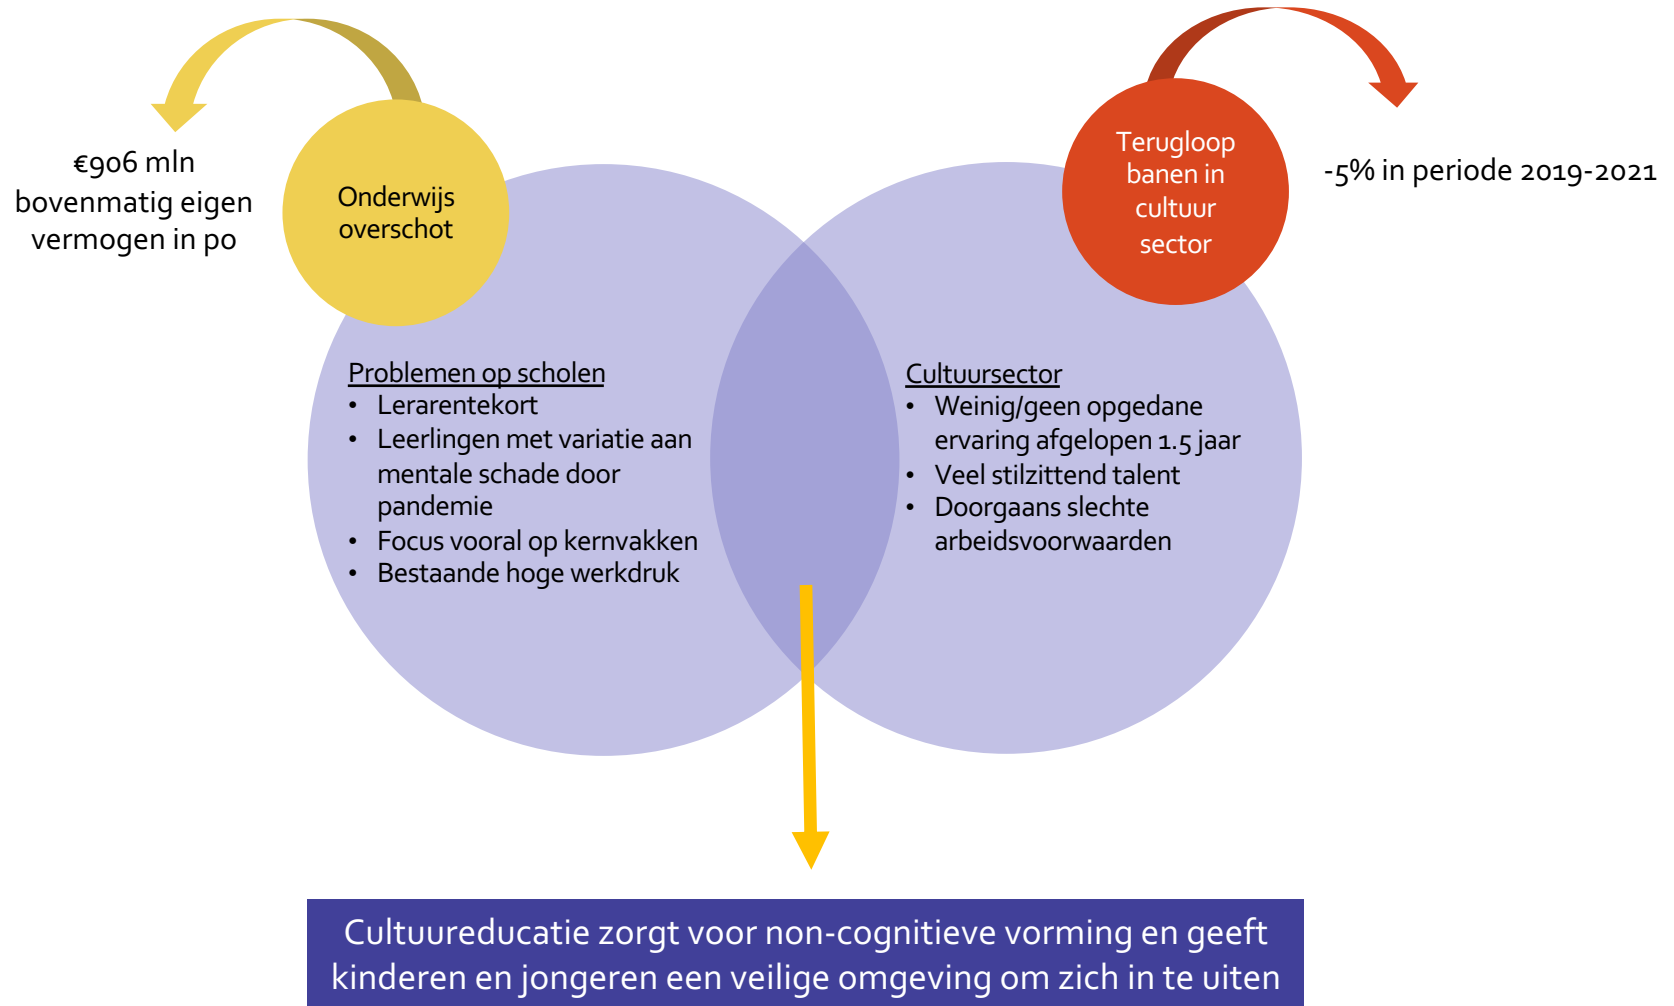 €906 mln
bovenmatig eigen
vermogen in po
Onderwijs
overschot
Terugloop
banen in
cultuur
sector
-5% in periode 2019-2021
Problemen op scholen
• Lerarentekort
• Leerlingen met variatie aan
mentale schade door
pandemie
• Focus vooral op kernvakken
• Bestaande hoge werkdruk
Cultuursector
• Weinig/geen opgedane
ervaring afgelopen 1.5 jaar
• Veel stilzittend talent
• Doorgaans slechte
arbeidsvoorwaarden
Cultuureducatie zorgt voor non-cognitieve vorming en geeft
kinderen en jongeren een veilige omgeving om zich in te uiten